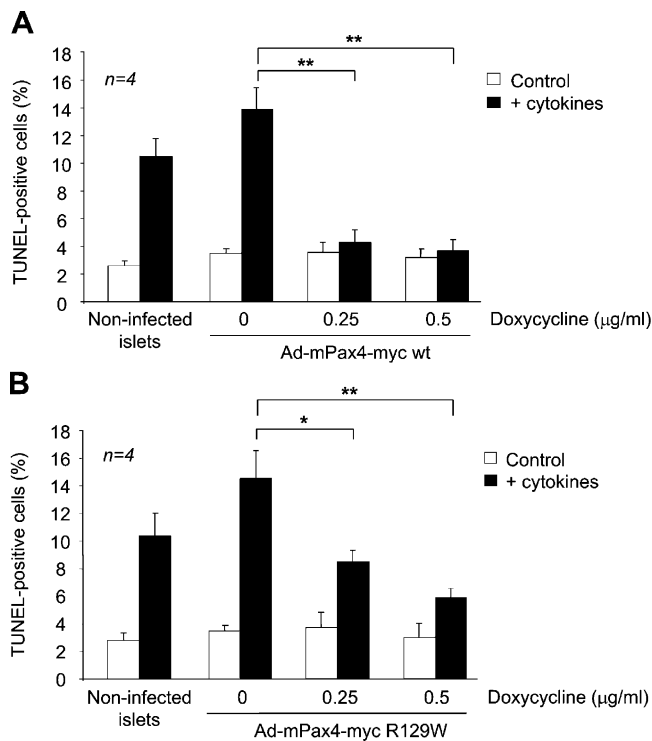 A
**
**
18
16
14
12
10
8
6
4
2
0
TUNEL-positive cells (%)
n=4
Control
+ cytokines
Non-infected islets
0 0.25 0.5 Doxycycline (μg/ml)
Ad-mPax4-myc wt
B
**
*
18
16
14
12
10
8
6
4
2
0
TUNEL-positive cells (%)
n=4
Control
+ cytokines
Non-infected islets
0 0.25 0.5 Doxycycline (μg/ml)
Ad-mPax4-myc R129W